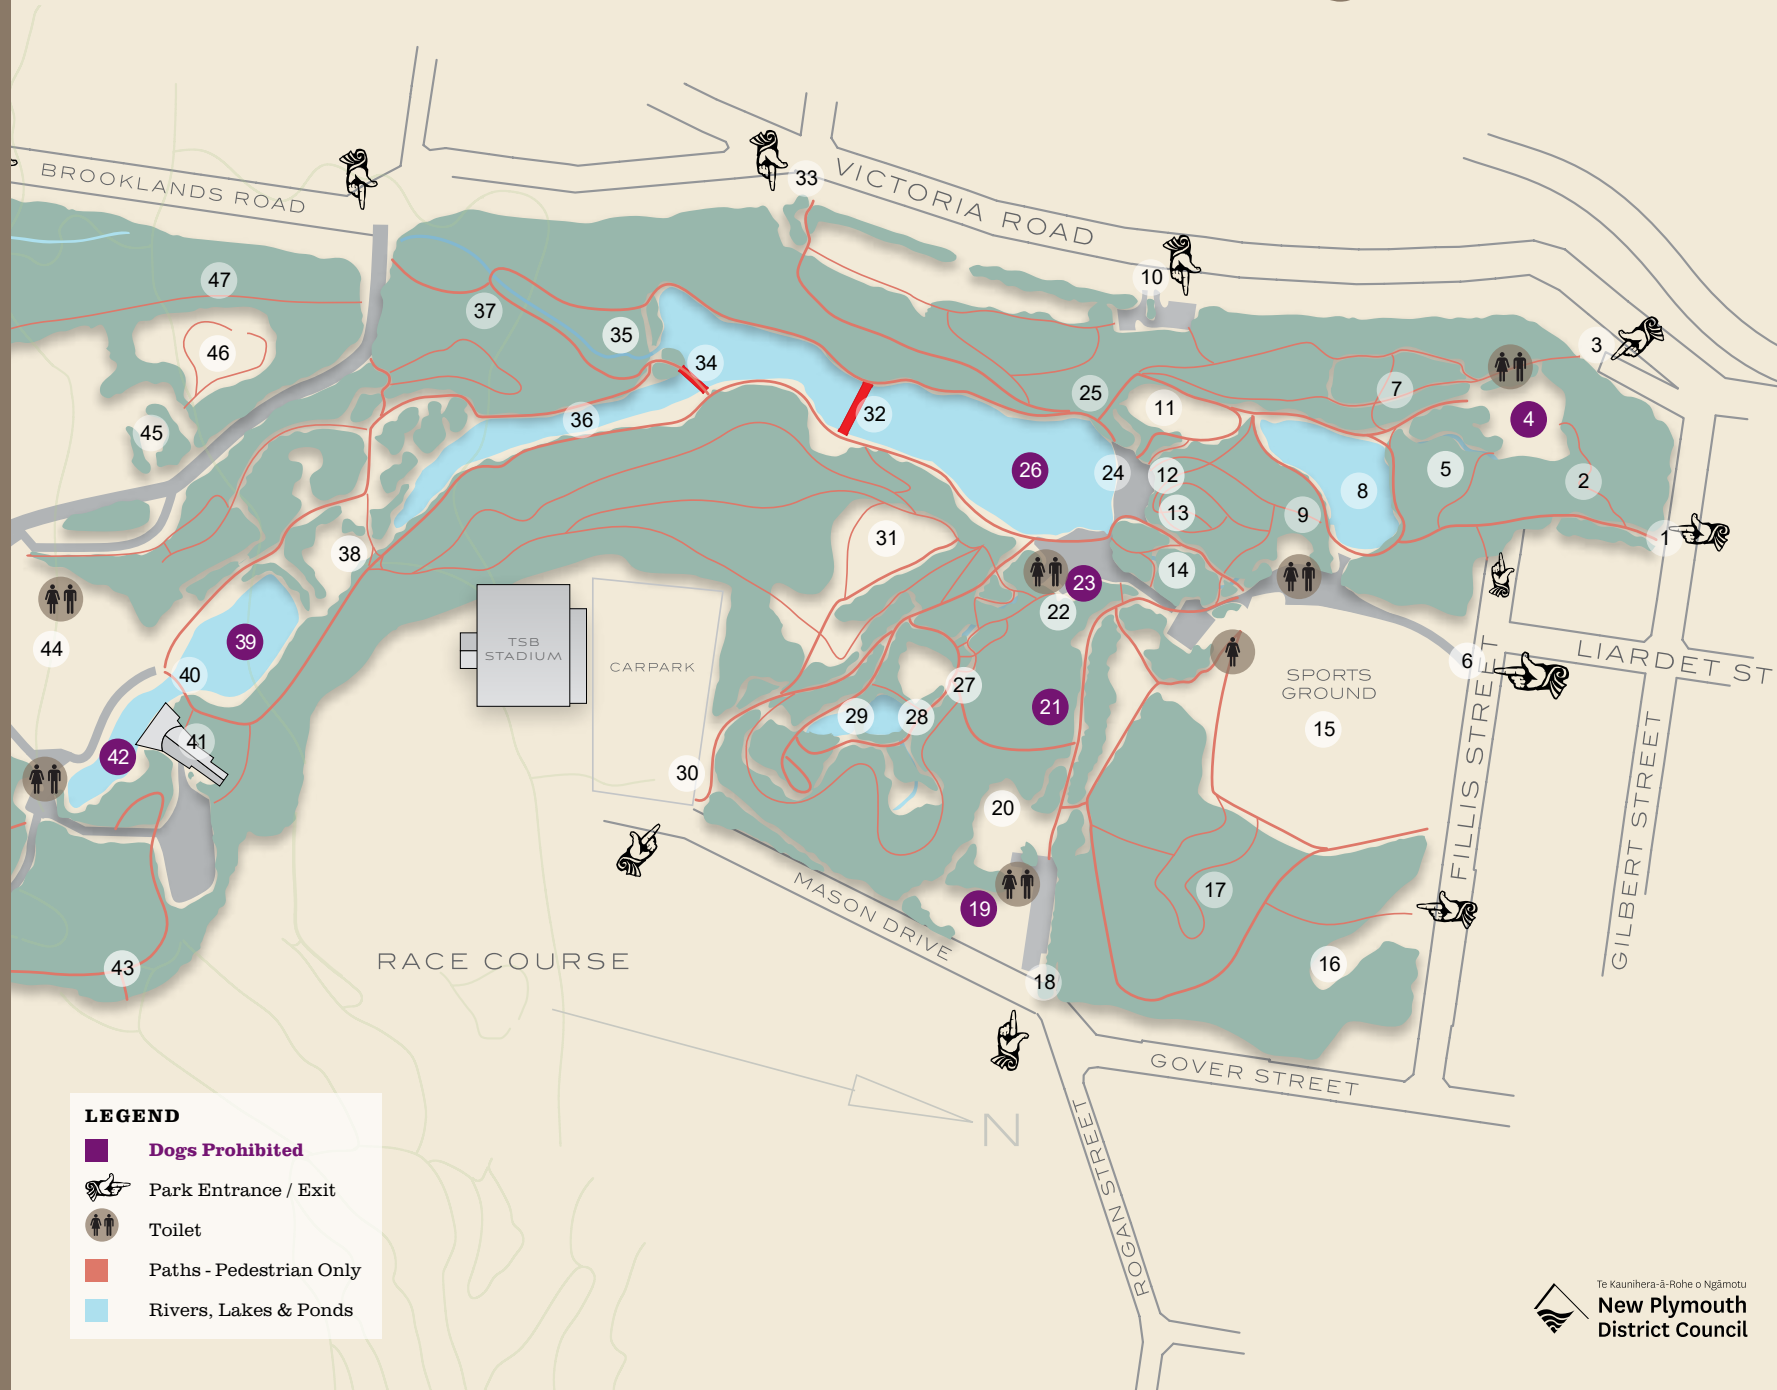 BROOKLANDS ROAD
VICTORIA ROAD
33
10
3
47
37
35
34
46
7
25
11
4
32
36
45
26
24
12
5
2
8
13
9
31
1
38
14
23
22
TSB
STADIUM
CARPARK
39
44
40
6
LIARDET ST
SPORTS
GROUND
27
21
29
28
15
41
42
30
20
FILLIS STREET
GILBERT STREET
MASON DRIVE
17
19
RACE COURSE
43
16
18
GOVER STREET
N
ROGAN STREET
LEGEND
Dogs Prohibited
Park Entrance / Exit
Toilet
Paths - Pedestrian Only
Rivers, Lakes & Ponds
Te Kaunihera-ā-Rohe o Ngāmotu
New Plymouth
District Council